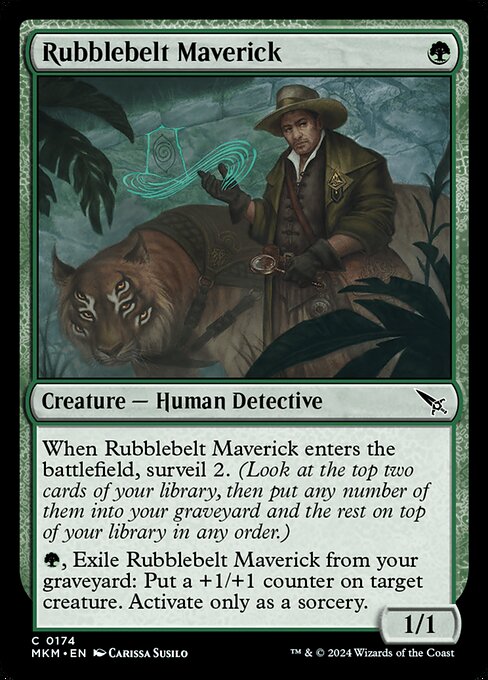 Rubblebelt Maverick
Creature — Human Detective
When Rubblebelt Maverick enters the
battlefield, surveil 2. (Look at the top two
cards of your library, then put any number of
them into your graveyard and the rest on top
of your library in any order.)
, Exile Rubblebelt Maverick from your
graveyard: Put a +1/+1 counter on target
creature. Activate only as a sorcery.
1/1
C 0174
MKM • EN Carissa Susilo
™ & © 2024 Wizards of the Coast